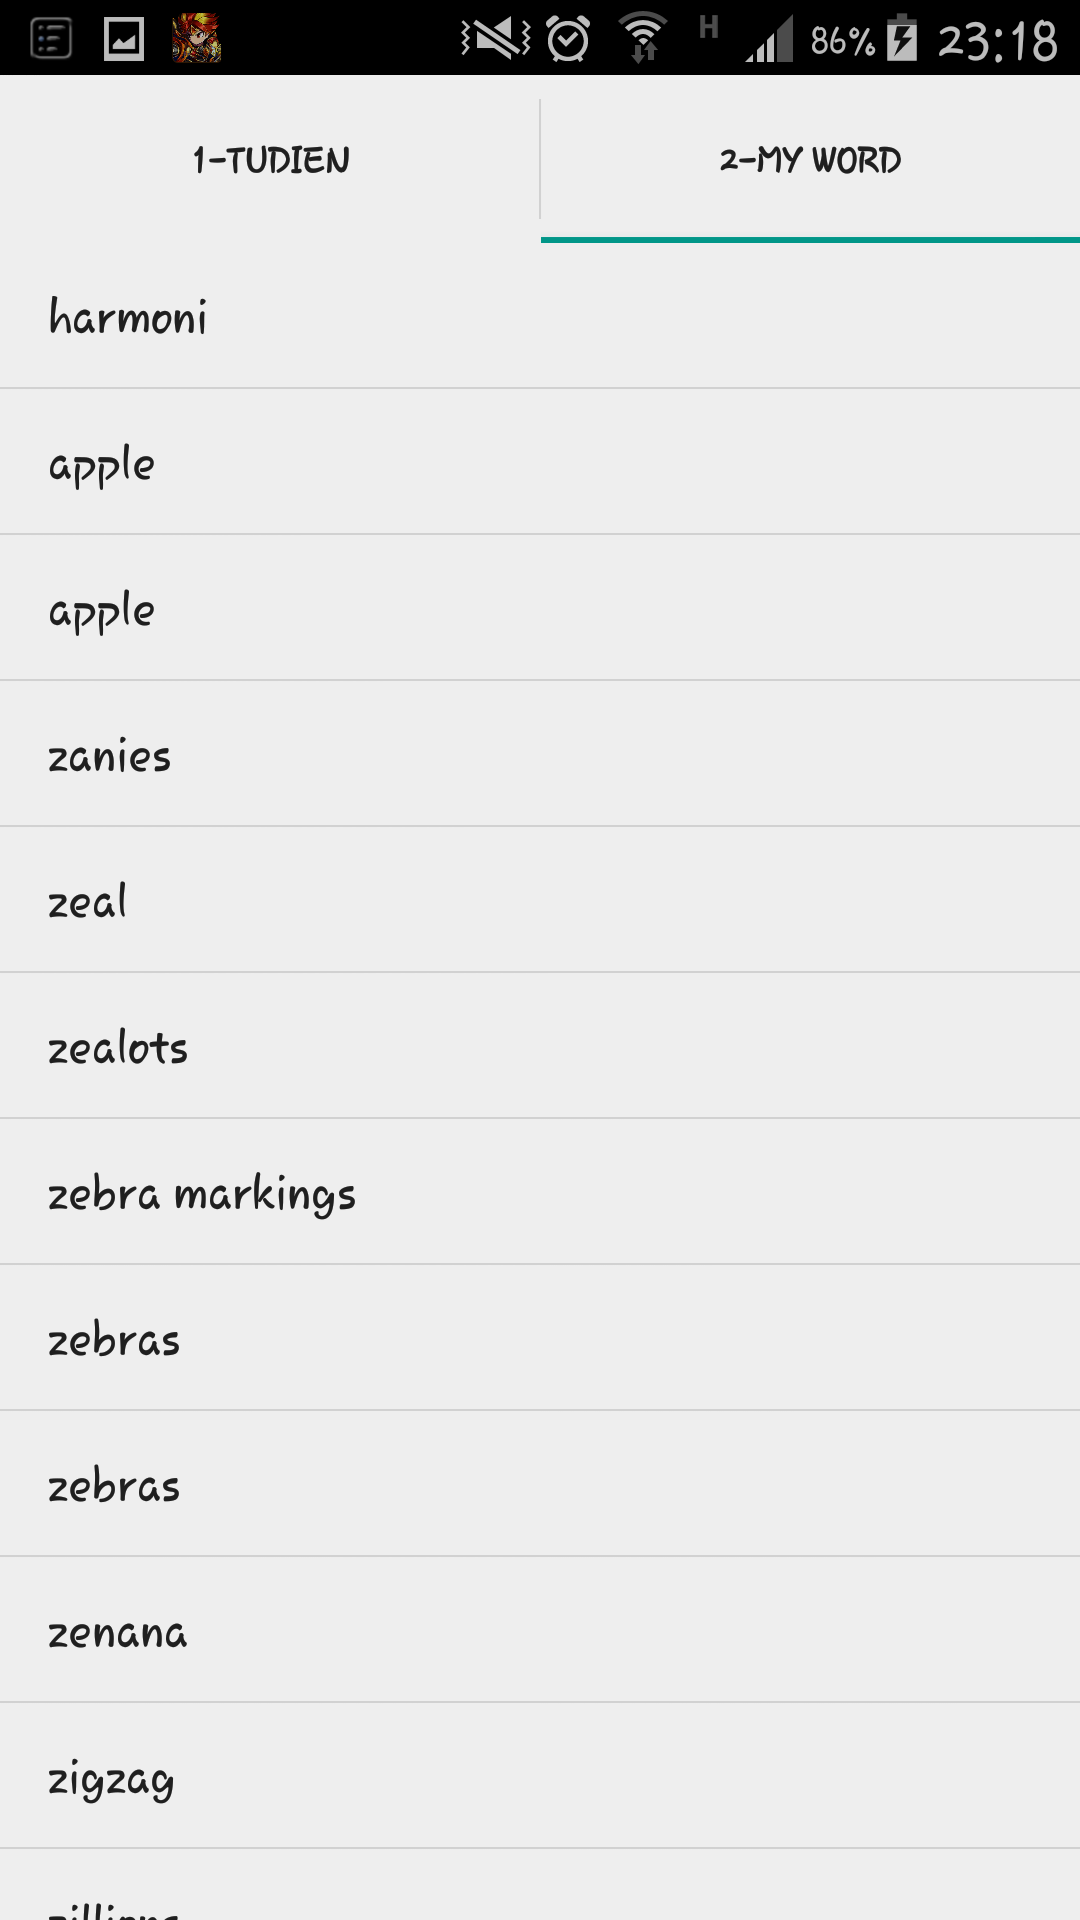 H 86% 23:18
1-TUDIEN 2-MY WORD
harmoni
apple
apple
zanies
zeal
zealots
zebra markings
zebras
zebras
zenana
zigzag